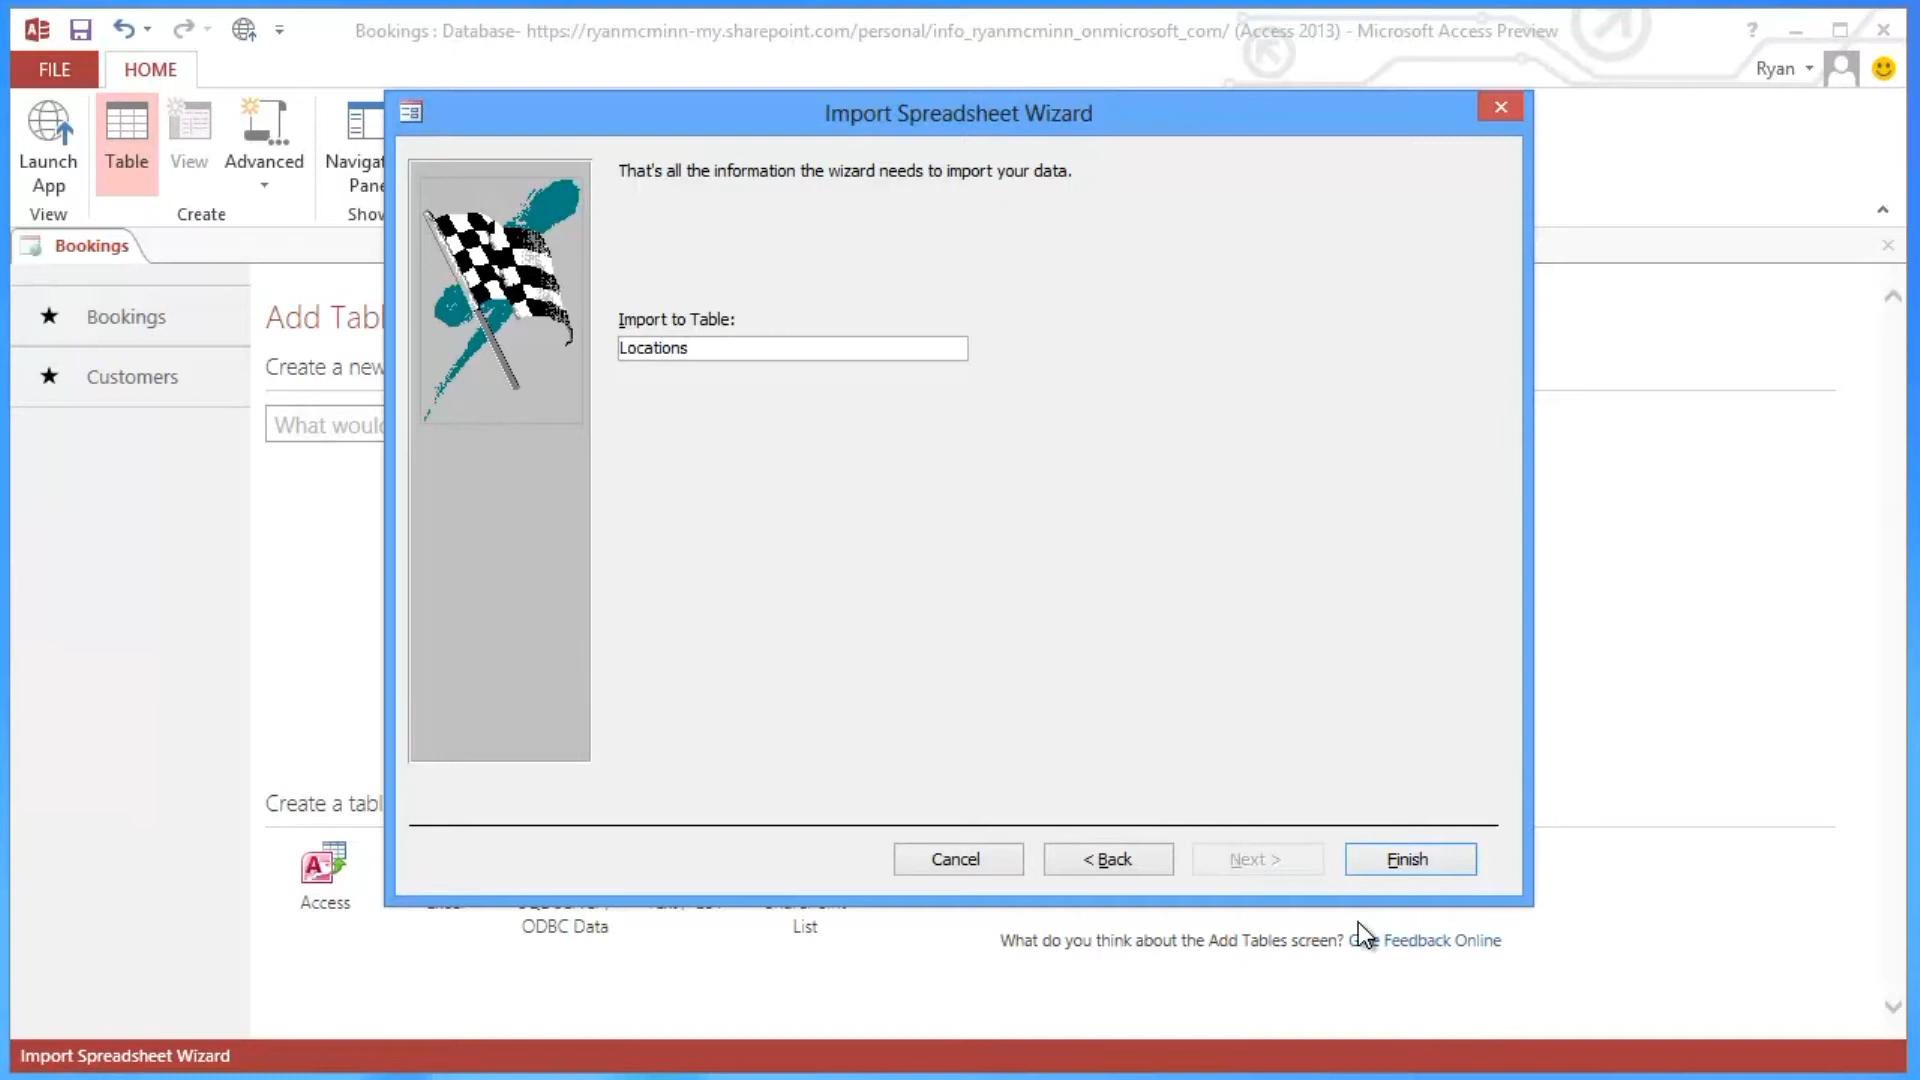 Bookings : Database- https://ryanmcminn-my.sharepoint.com/personal/info_ryanmcminn_onmicrosoft_com/ (Access 2013) - Microsoft Access Preview
?
FILE
HOME
Ryan
Launch
App
Table
View
Advanced
Navigat
Pane
View
Create
Show
Import Spreadsheet Wizard
Bookings
Bookings
Customers
Add Tabl
Create a new
What would
Create a tabl
That's all the information the wizard needs to import your data.
Import to Table:
Locations
Cancel
< Back
Next >
Finish
Access
ODBC Data
List
What do you think about the Add Tables screen? Feedback Online
Import Spreadsheet Wizard